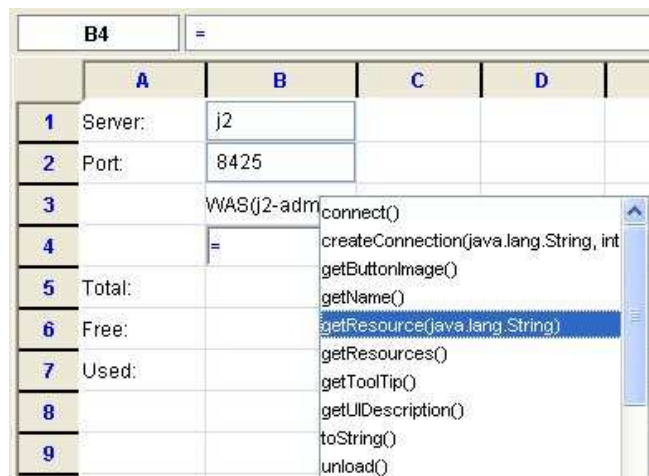 B4 =
A B C D
1 Server: j2
2 Port: 8425
3 WAS(j2-adm
4 =
5 Total:
6 Free:
7 Used:
8
9
connect()
createConnection(java.lang.String, int
getButtonImage()
getName()
getResource(java.lang.String)
getResources()
getToolTip()
getUIDescription()
toString()
unload()